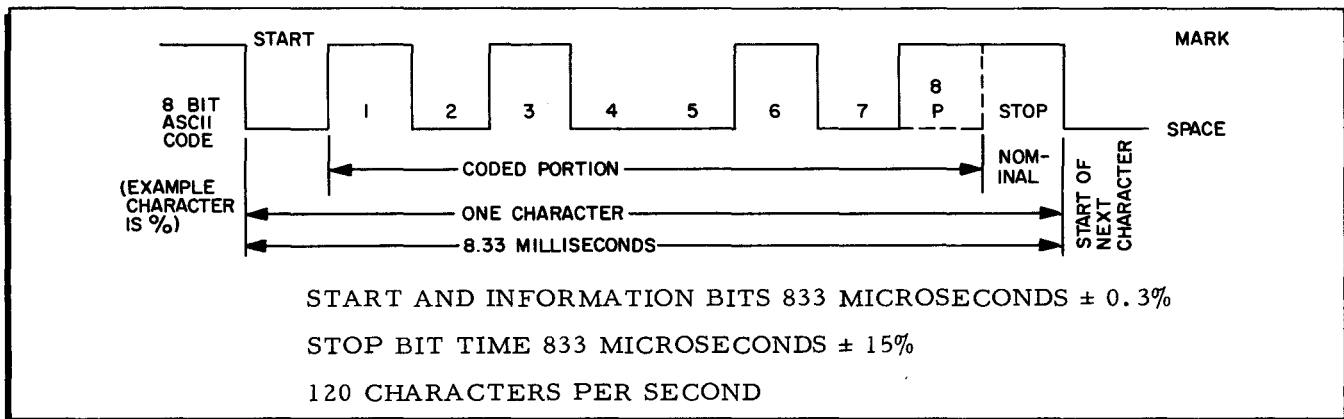 START
MARK
8 BIT
ASCII
CODE
1 2 3 4 5 6 7
8
P
STOP
SPACE
CODED PORTION
NOM-
INAL
(EXAMPLE
CHARACTER
IS %)
ONE CHARACTER
8.33 MILLISECONDS
START OF
NEXT
CHARACTER
START AND INFORMATION BITS 833 MICROSECONDS ± 0.3%
STOP BIT TIME 833 MICROSECONDS ± 15%
120 CHARACTERS PER SECOND